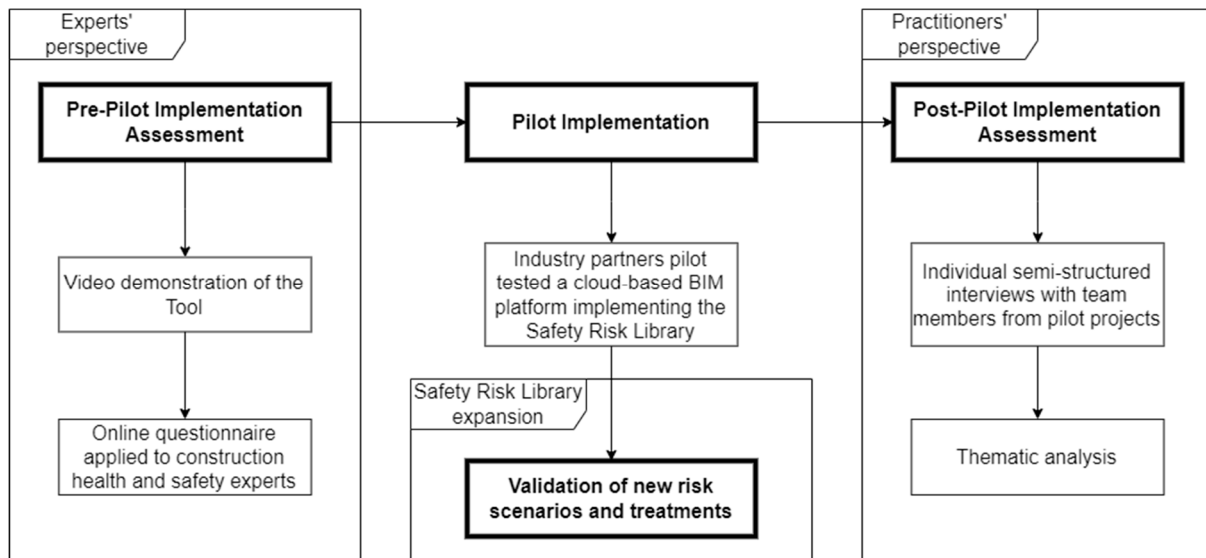 Experts'
perspective
Pre-Pilot Implementation
Assessment
Video demonstration of the
Tool
Online questionnaire
applied to construction
health and safety experts
Pilot Implementation
Industry partners pilot
tested a cloud-based BIM
platform implementing the
Safety Risk Library
Safety Risk Library
expansion
Validation of new risk
scenarios and treatments
Practitioners'
perspective
Post-Pilot Implementation
Assessment
Individual semi-structured
interviews with team
members from pilot projects
Thematic analysis